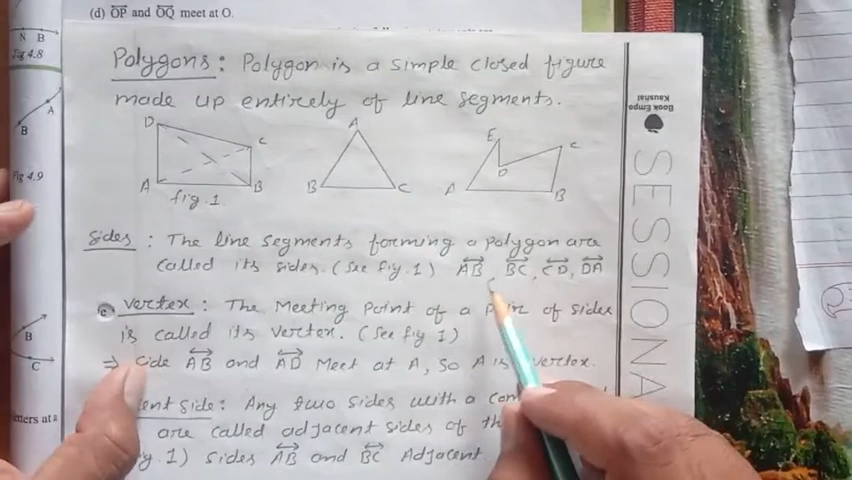 (d) OP and OQ meet at O.
N B
Fig 4.8
A
B
Fig 4.9
B
C
Polygons: Polygon is a simple closed figure
made up entirely of line segments.
D C A B
fig.1
A B C
E C D A B
Sides : The line segments forming a polygon are
called its sides. (see fig. 1) AB, BC, CD, DA
Vertex : The Meeting Point of a of sides
is called its vertex. (see fig 1)
⇒ Side AB and AD Meet at A, So A is vertex.
Side : Any two sides with a
are called adjacent sides of
1) sides AB and BC Adjacent.
Book Empo
Kaushal
SESSIONA